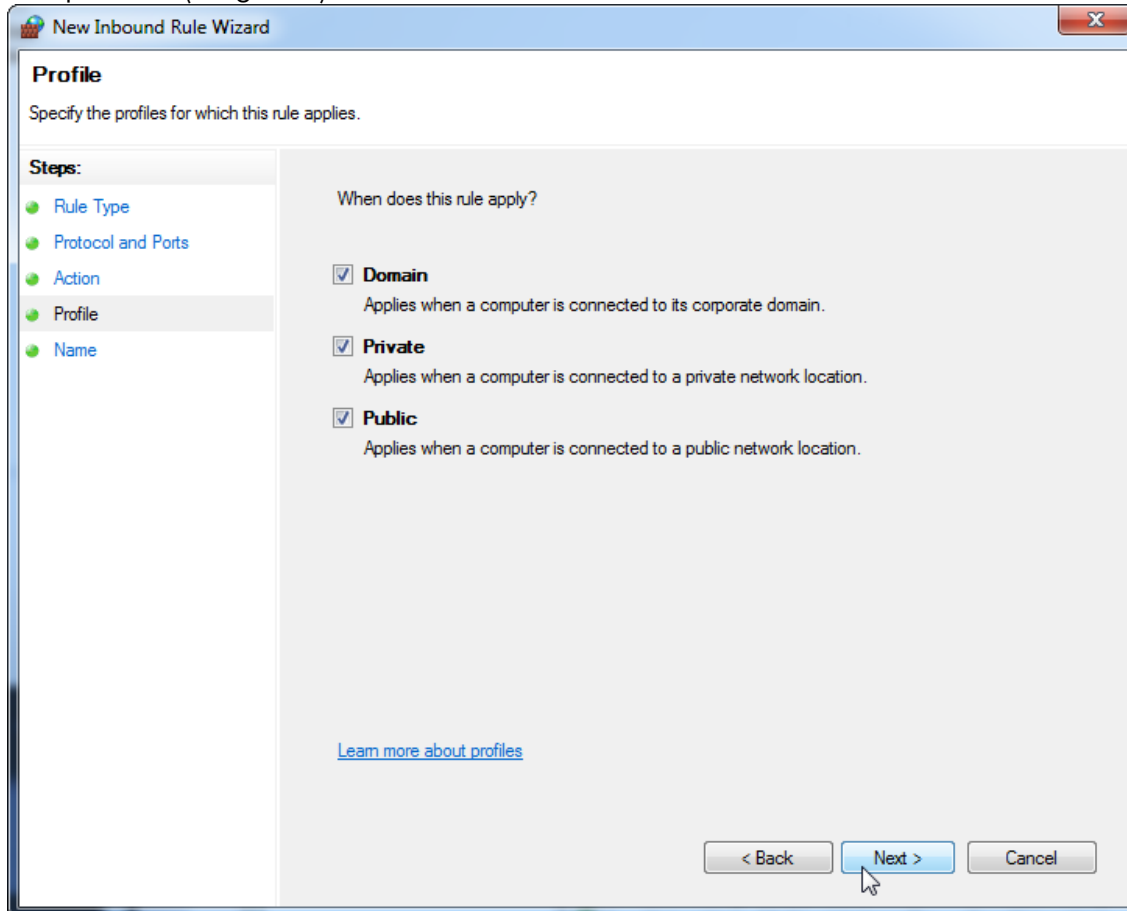 New Inbound Rule Wizard
Profile
Specify the profiles for which this rule applies.
Steps:
Rule Type
Protocol and Ports
Action
Profile
Name
When does this rule apply?
Domain
Applies when a computer is connected to its corporate domain.
Private
Applies when a computer is connected to a private network location.
Public
Applies when a computer is connected to a public network location.
Learn more about profiles
< Back
Next >
Cancel